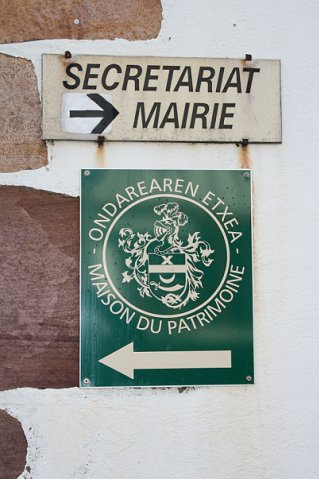 SECRETARIAT
MAIRIE
- ONDAREAREN ETXEA -
MAISON DU PATRIMOINE